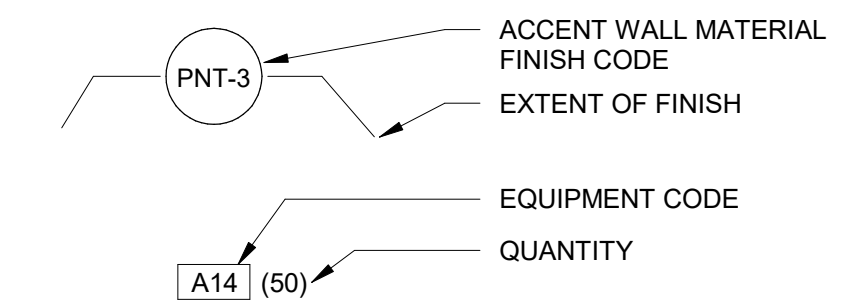 PNT-3
ACCENT WALL MATERIAL
FINISH CODE
EXTENT OF FINISH
EQUIPMENT CODE
QUANTITY
A14 (50)